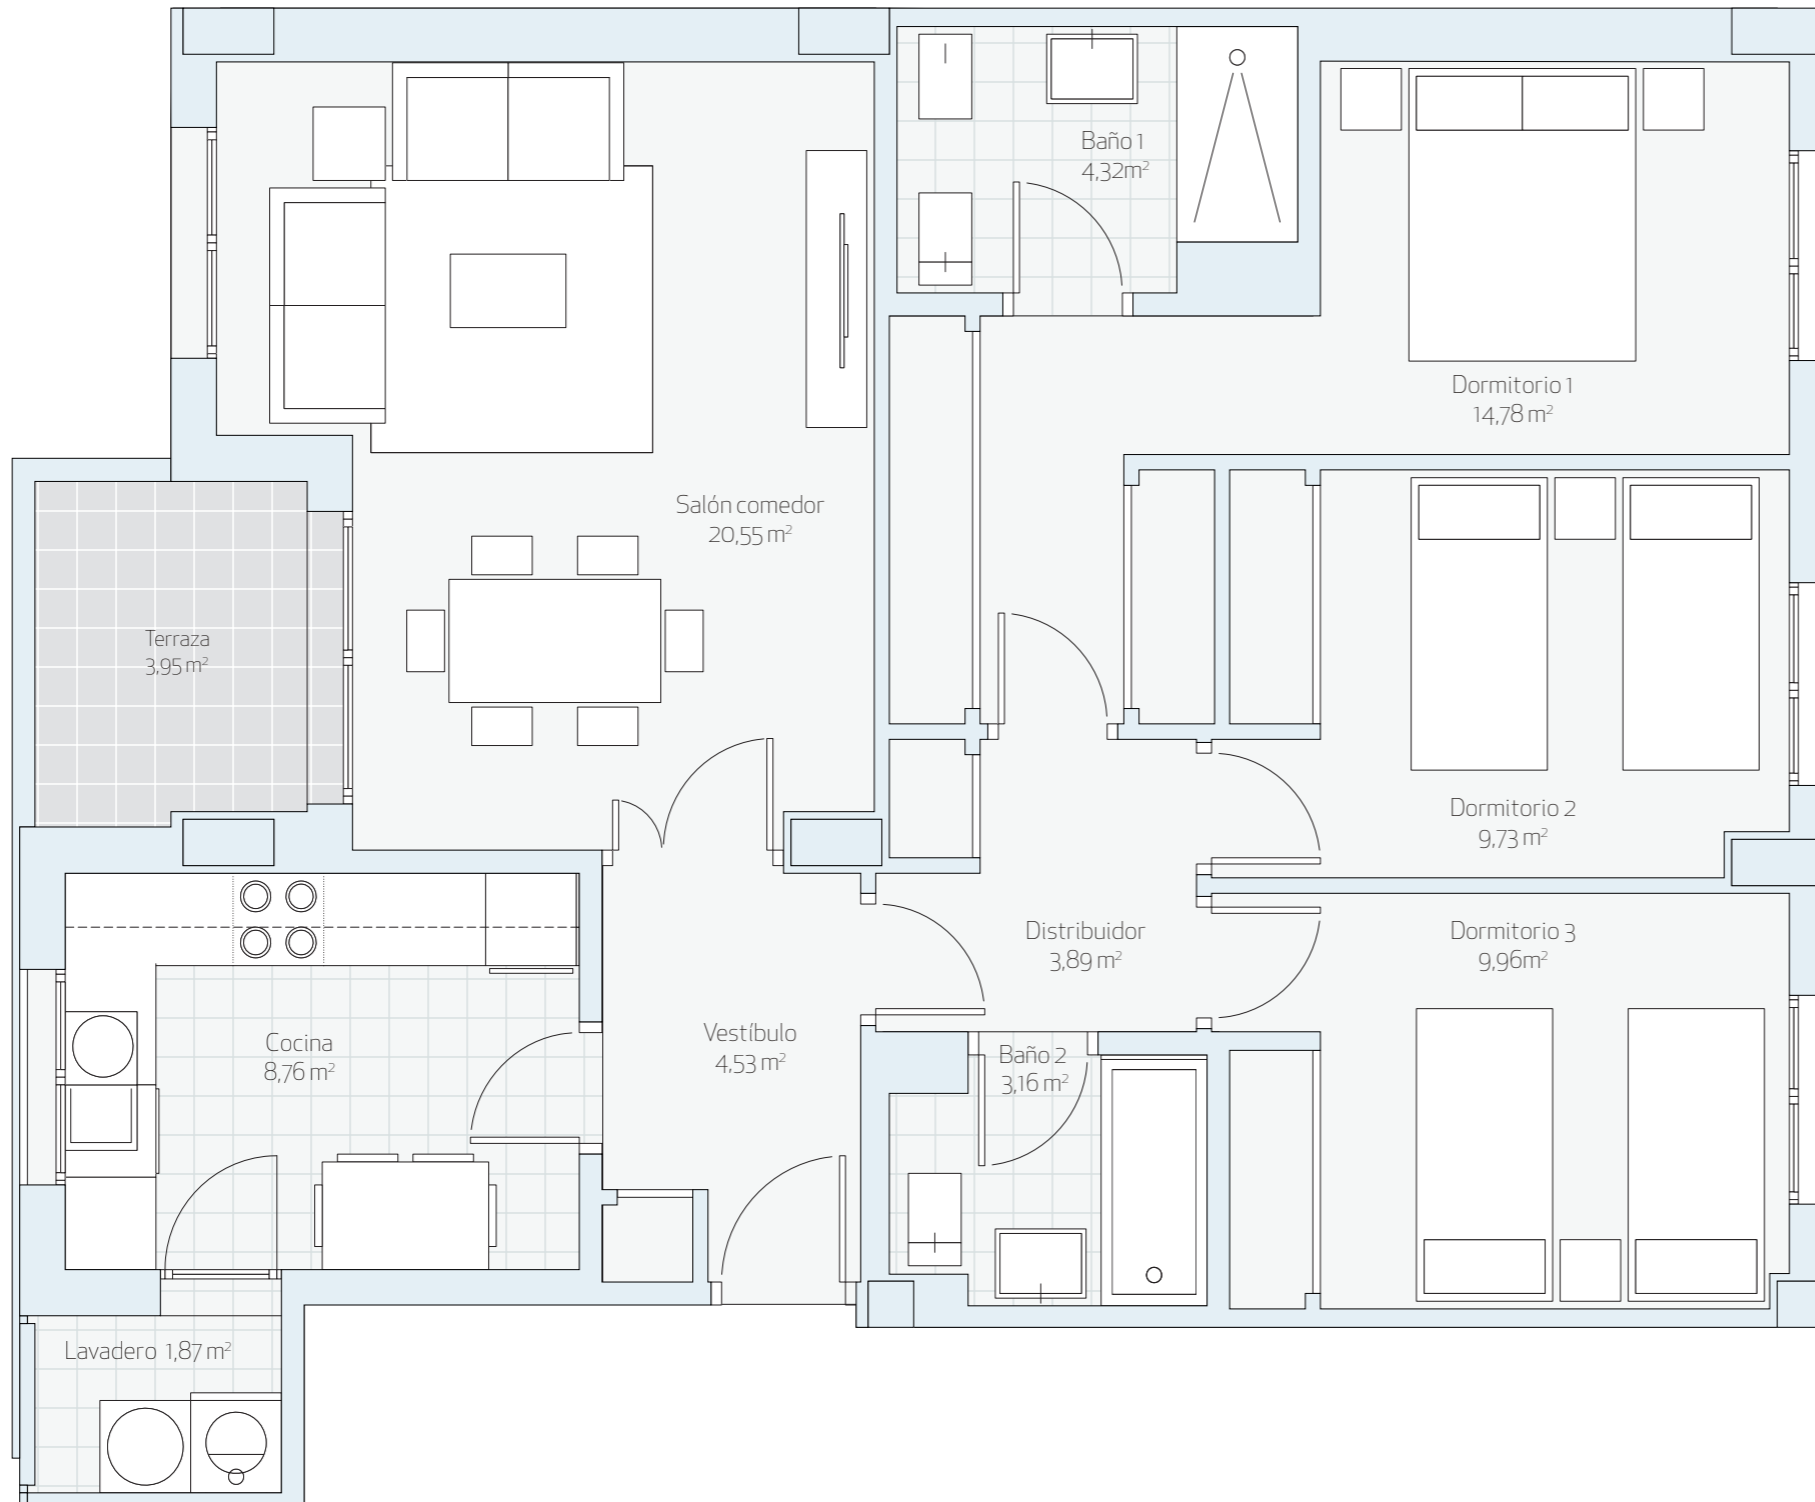 Baño 1
4,32m²
Dormitorio 1
14,78 m²
Salón comedor
20,55 m²
Terraza
3,95 m²
Dormitorio 2
9,73 m²
Distribuidor
3,89 m²
Dormitorio 3
9,96m²
Vestíbulo
4,53 m²
Cocina
8,76 m²
Baño 2
3,16 m²
Lavadero 1,87 m²